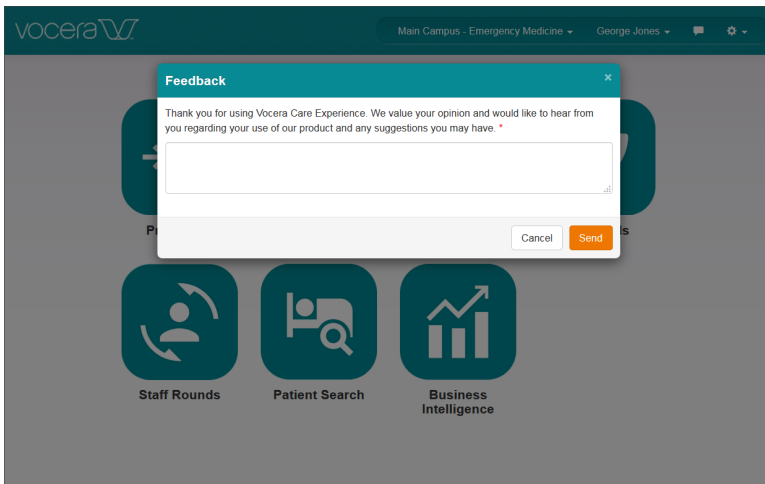 vocera
Main Campus - Emergency Medicine
George Jones
Feedback
×
Thank you for using Vocera Care Experience. We value your opinion and would like to hear from
you regarding your use of our product and any suggestions you may have. *
Cancel
Send
Staff Rounds
Patient Search
Business
Intelligence